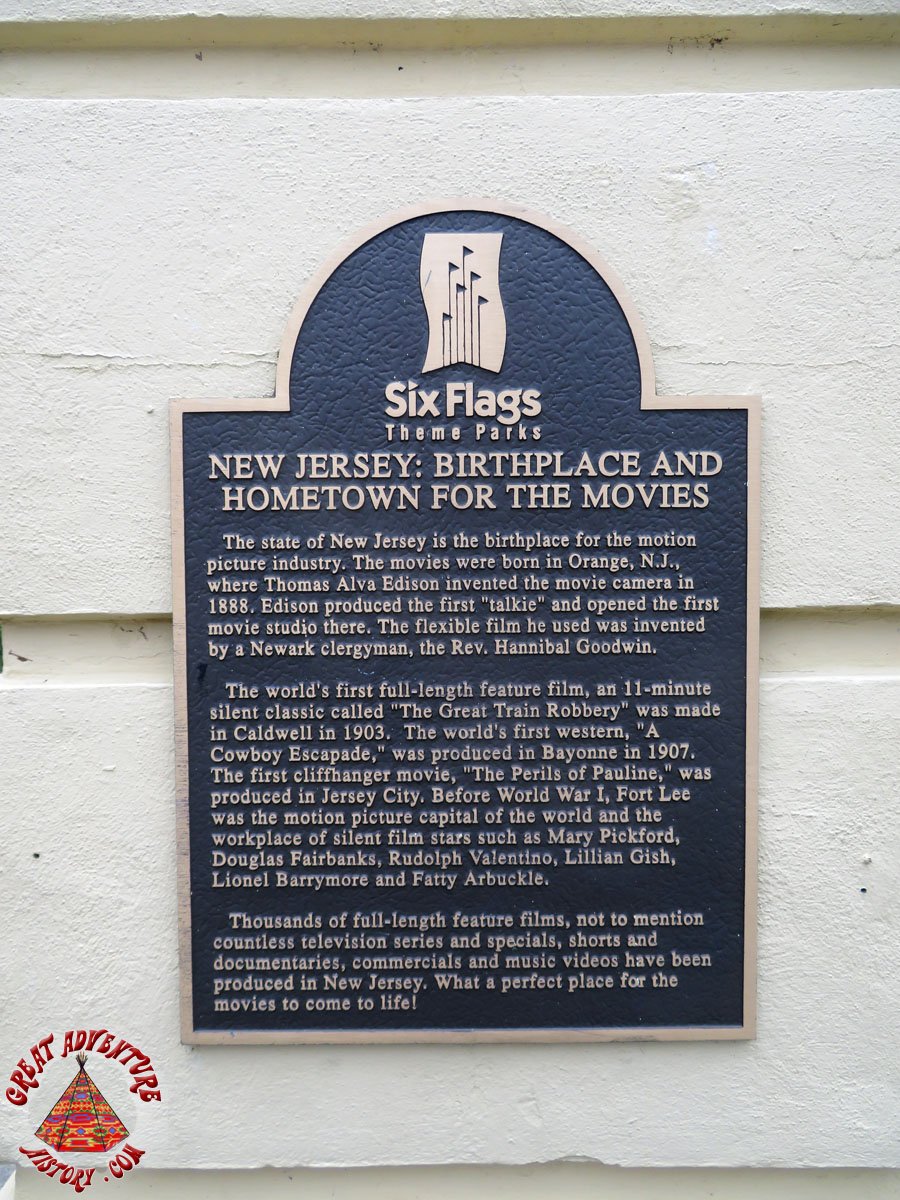 Six Flags
Theme Parks
NEW JERSEY: BIRTHPLACE AND
HOMETOWN FOR THE MOVIES
The state of New Jersey is the birthplace for the motion
picture industry. The movies were born in Orange, N.J.,
where Thomas Alva Edison invented the movie camera in
1888. Edison produced the first "talkie" and opened the first
movie studio there. The flexible film he used was invented
by a Newark clergyman, the Rev. Hannibal Goodwin.
The world's first full-length feature film, an 11-minute
silent classic called "The Great Train Robbery" was made
in Caldwell in 1903. The world's first western, "A
Cowboy Escapade," was produced in Bayonne in 1907.
The first cliffhanger movie, "The Perils of Pauline," was
produced in Jersey City. Before World War I, Fort Lee
was the motion picture capital of the world and the
workplace of silent film stars such as Mary Pickford,
Douglas Fairbanks, Rudolph Valentino, Lillian Gish,
Lionel Barrymore and Fatty Arbuckle.
Thousands of full-length feature films, not to mention
countless television series and specials, shorts and
documentaries, commercials and music videos have been
produced in New Jersey. What a perfect place for the
movies to come to life!
GREAT ADVENTURE
HISTORY.COM